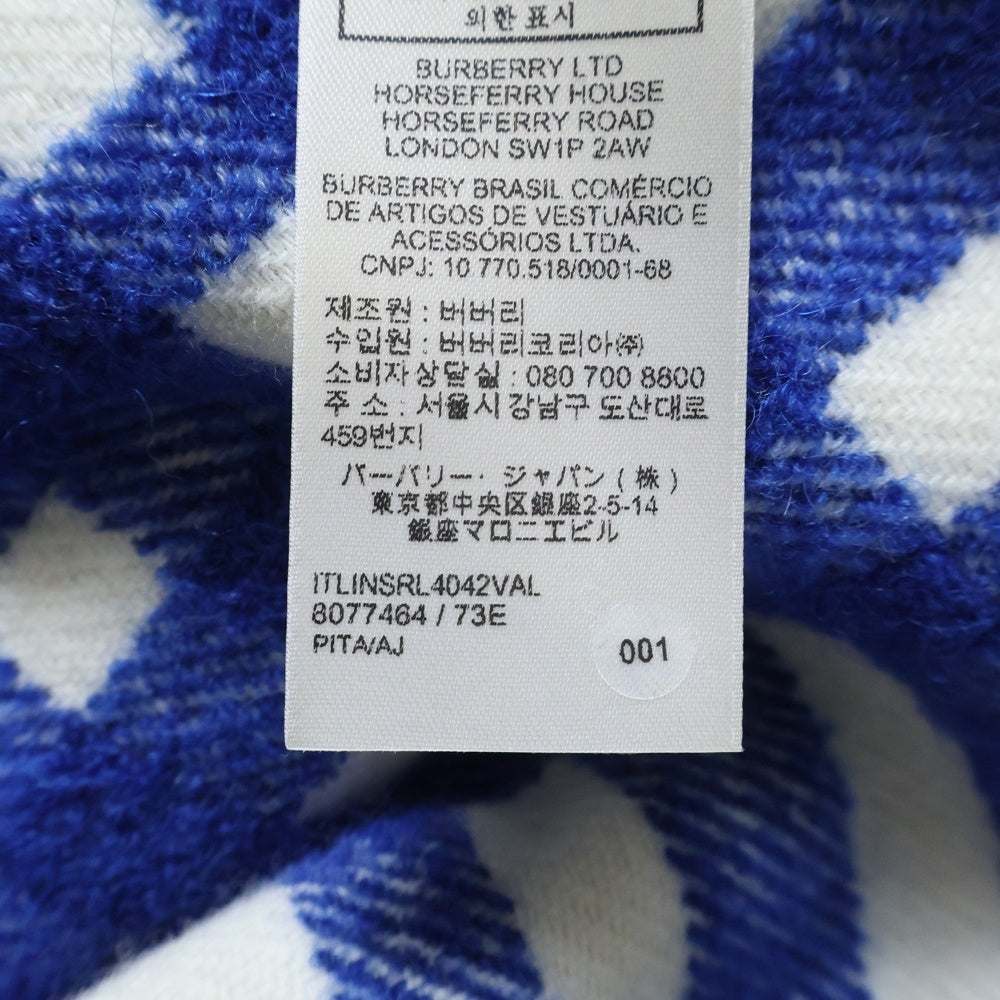 의한 표시
BURBERRY LTD
HORSEFERRY HOUSE
HORSEFERRY ROAD
LONDON SW1P 2AW
BURBERRY BRASIL COMÉRCIO
DE ARTIGOS DE VESTUÁRIO E
ACESSÓRIOS LTDA.
CNPJ: 10.770.518/0001-68
제조원 : 버버리
수입원 : 버버리코리아㈜
소비자상담실 : 080 700 8800
주 소 : 서울시 강남구 도산대로
459번지
バーバリー・ジャパン ( 株 )
東京都中央区銀座2-5-14
銀座マロニエビル
ITLINSRL4042VAL
8077464 / 73E
PITA/AJ
001